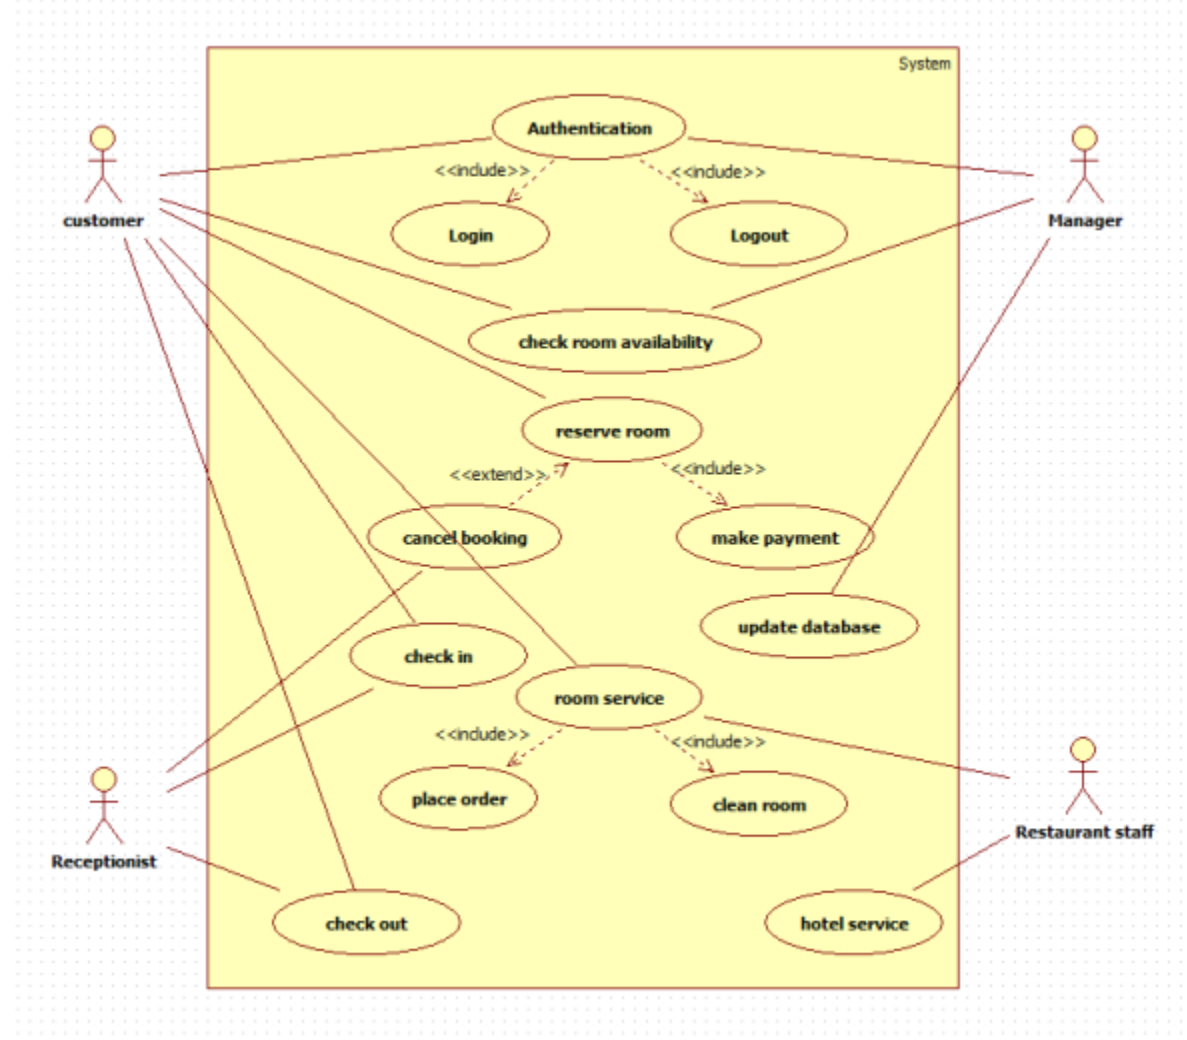 System
Authentication
<<include>>
<<include>>
customer
Manager
Login
Logout
check room availability
reserve room
<<extend>>
<<include>>
cancel booking
make payment
update database
check in
room service
<<include>>
<<include>>
place order
clean room
Receptionist
Restaurant staff
check out
hotel service